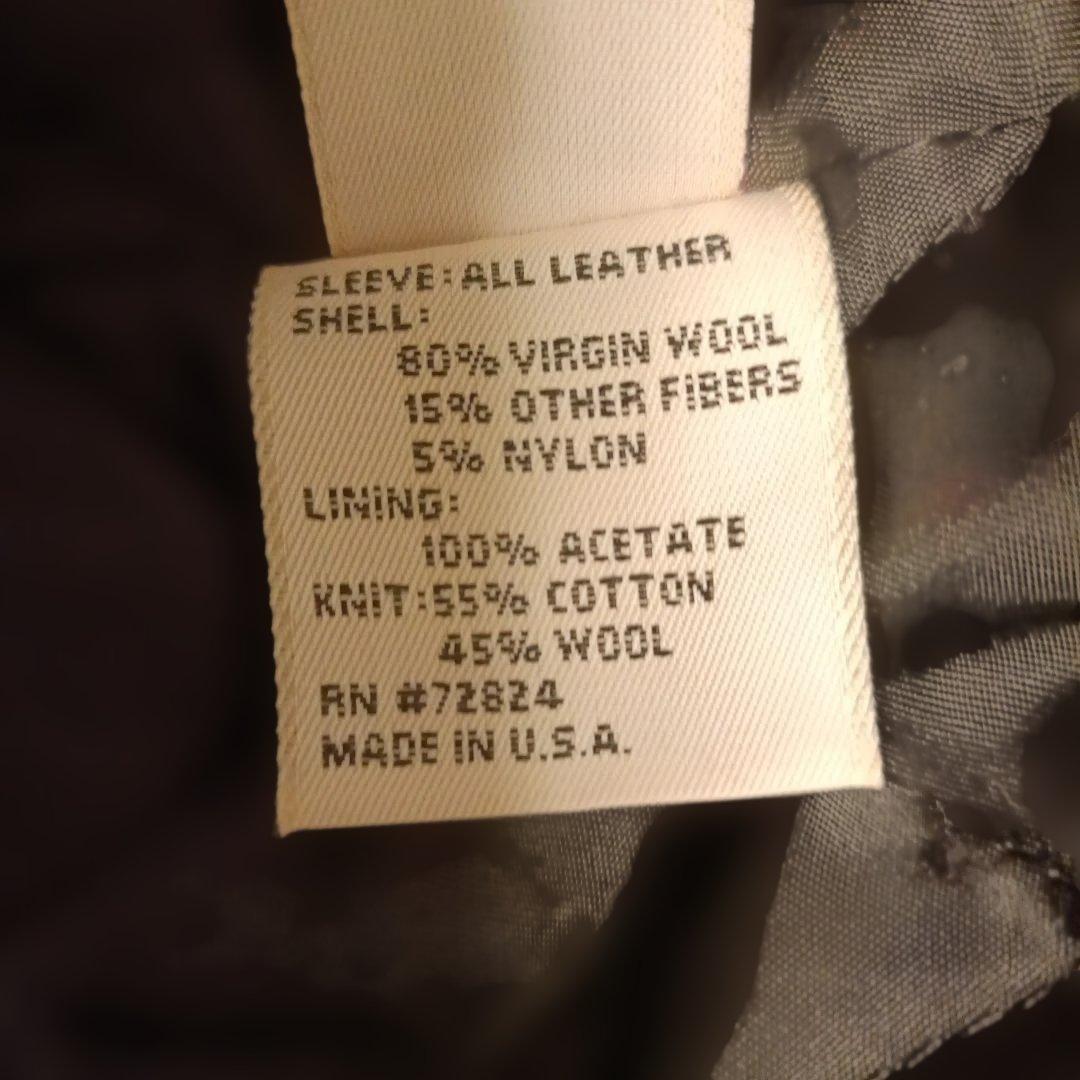 SLEEVE:ALL LEATHER
SHELL:
80% VIRGIN WOOL
15% OTHER FIBERS
5% NYLON
LINING:
100% ACETATE
KNIT:55% COTTON
45% WOOL
RN #72824
MADE IN U.S.A.